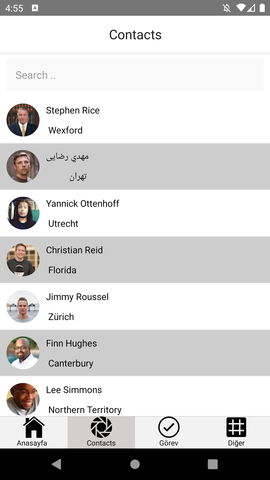 4:55
Contacts
Search ..
Stephen Rice
Wexford
مهدي رضایی
تهران
Yannick Ottenhoff
Utrecht
Christian Reid
Florida
Jimmy Roussel
Zürich
Finn Hughes
Canterbury
Lee Simmons
Northern Territory
Anasayfa
Contacts
Görev
Diğer